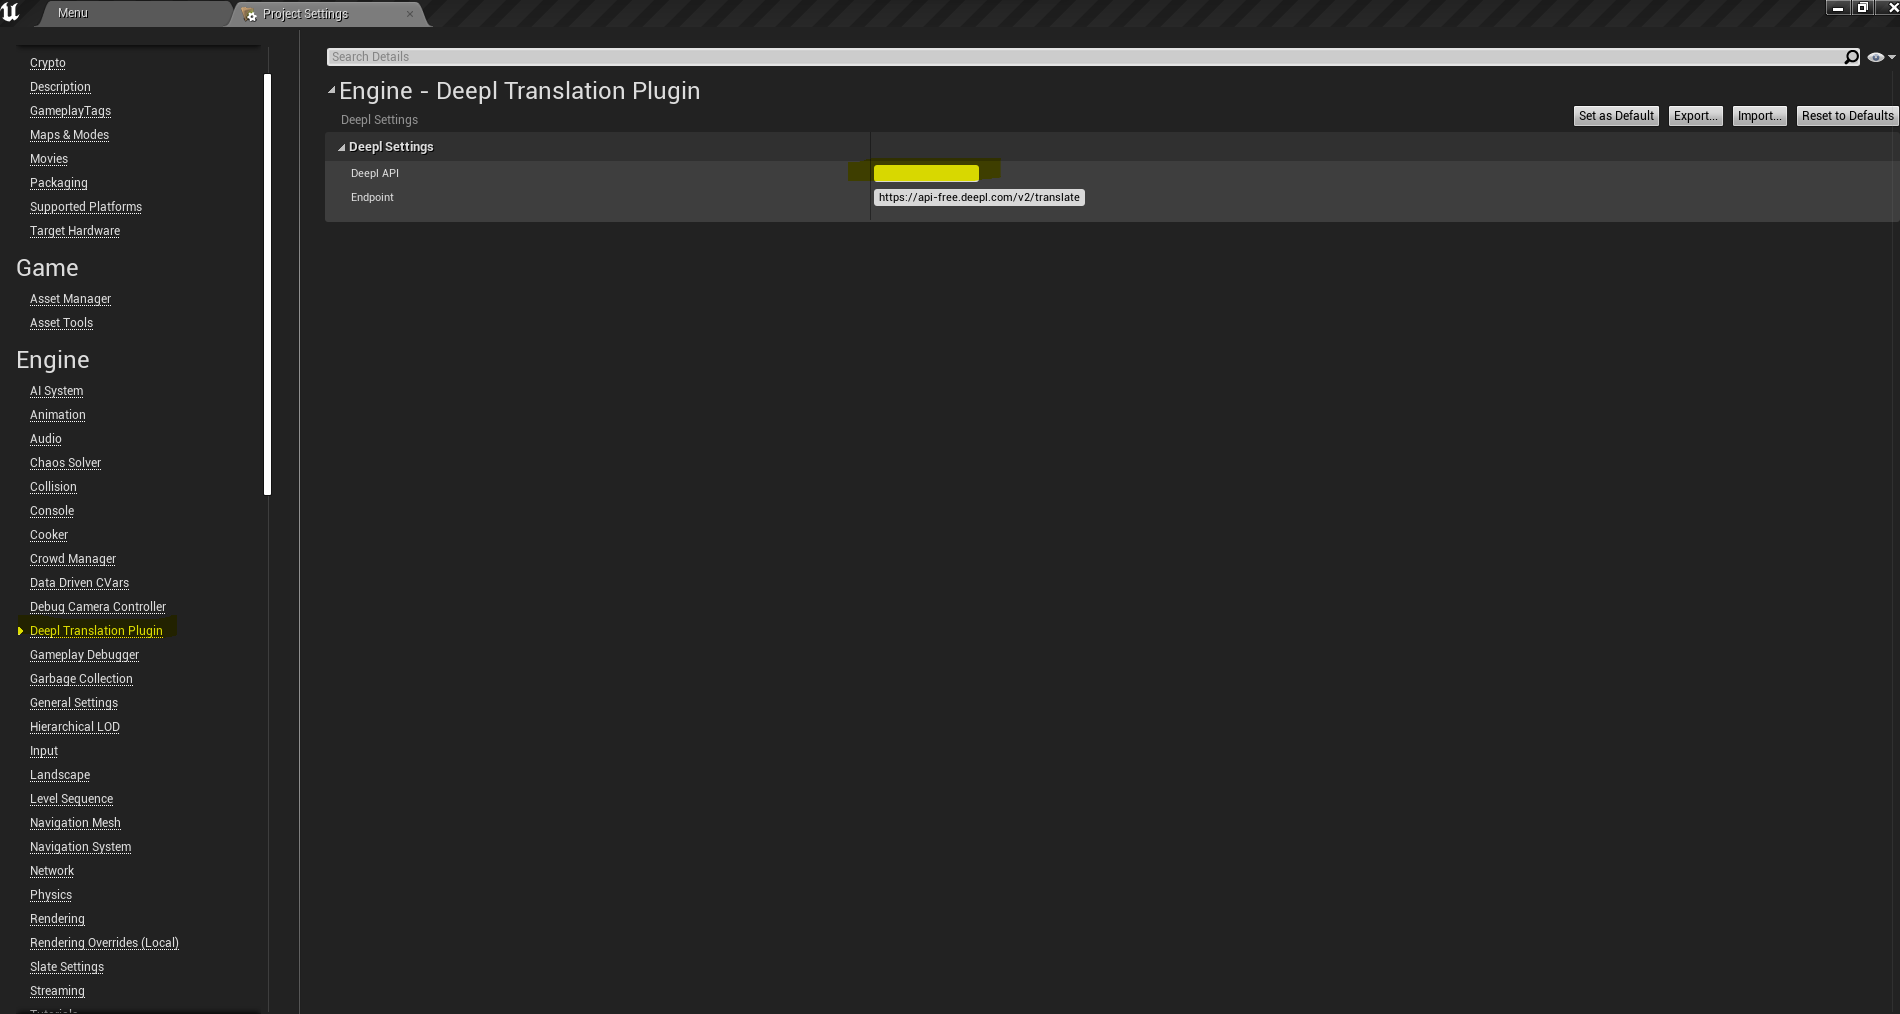 Menu
Project Settings
Crypto
Description
GameplayTags
Maps & Modes
Movies
Packaging
Supported Platforms
Target Hardware
Game
Asset Manager
Asset Tools
Engine
AI System
Animation
Audio
Chaos Solver
Collision
Console
Cooker
Crowd Manager
Data Driven CVars
Debug Camera Controller
Deepl Translation Plugin
Gameplay Debugger
Garbage Collection
General Settings
Hierarchical LOD
Input
Landscape
Level Sequence
Navigation Mesh
Navigation System
Network
Physics
Rendering
Rendering Overrides (Local)
Slate Settings
Streaming
Search Details
Engine - Deepl Translation Plugin
Deepl Settings
Set as Default
Export...
Import...
Reset to Defaults
Deepl Settings
Deepl API
Endpoint
https://api-free.deepl.com/v2/translate